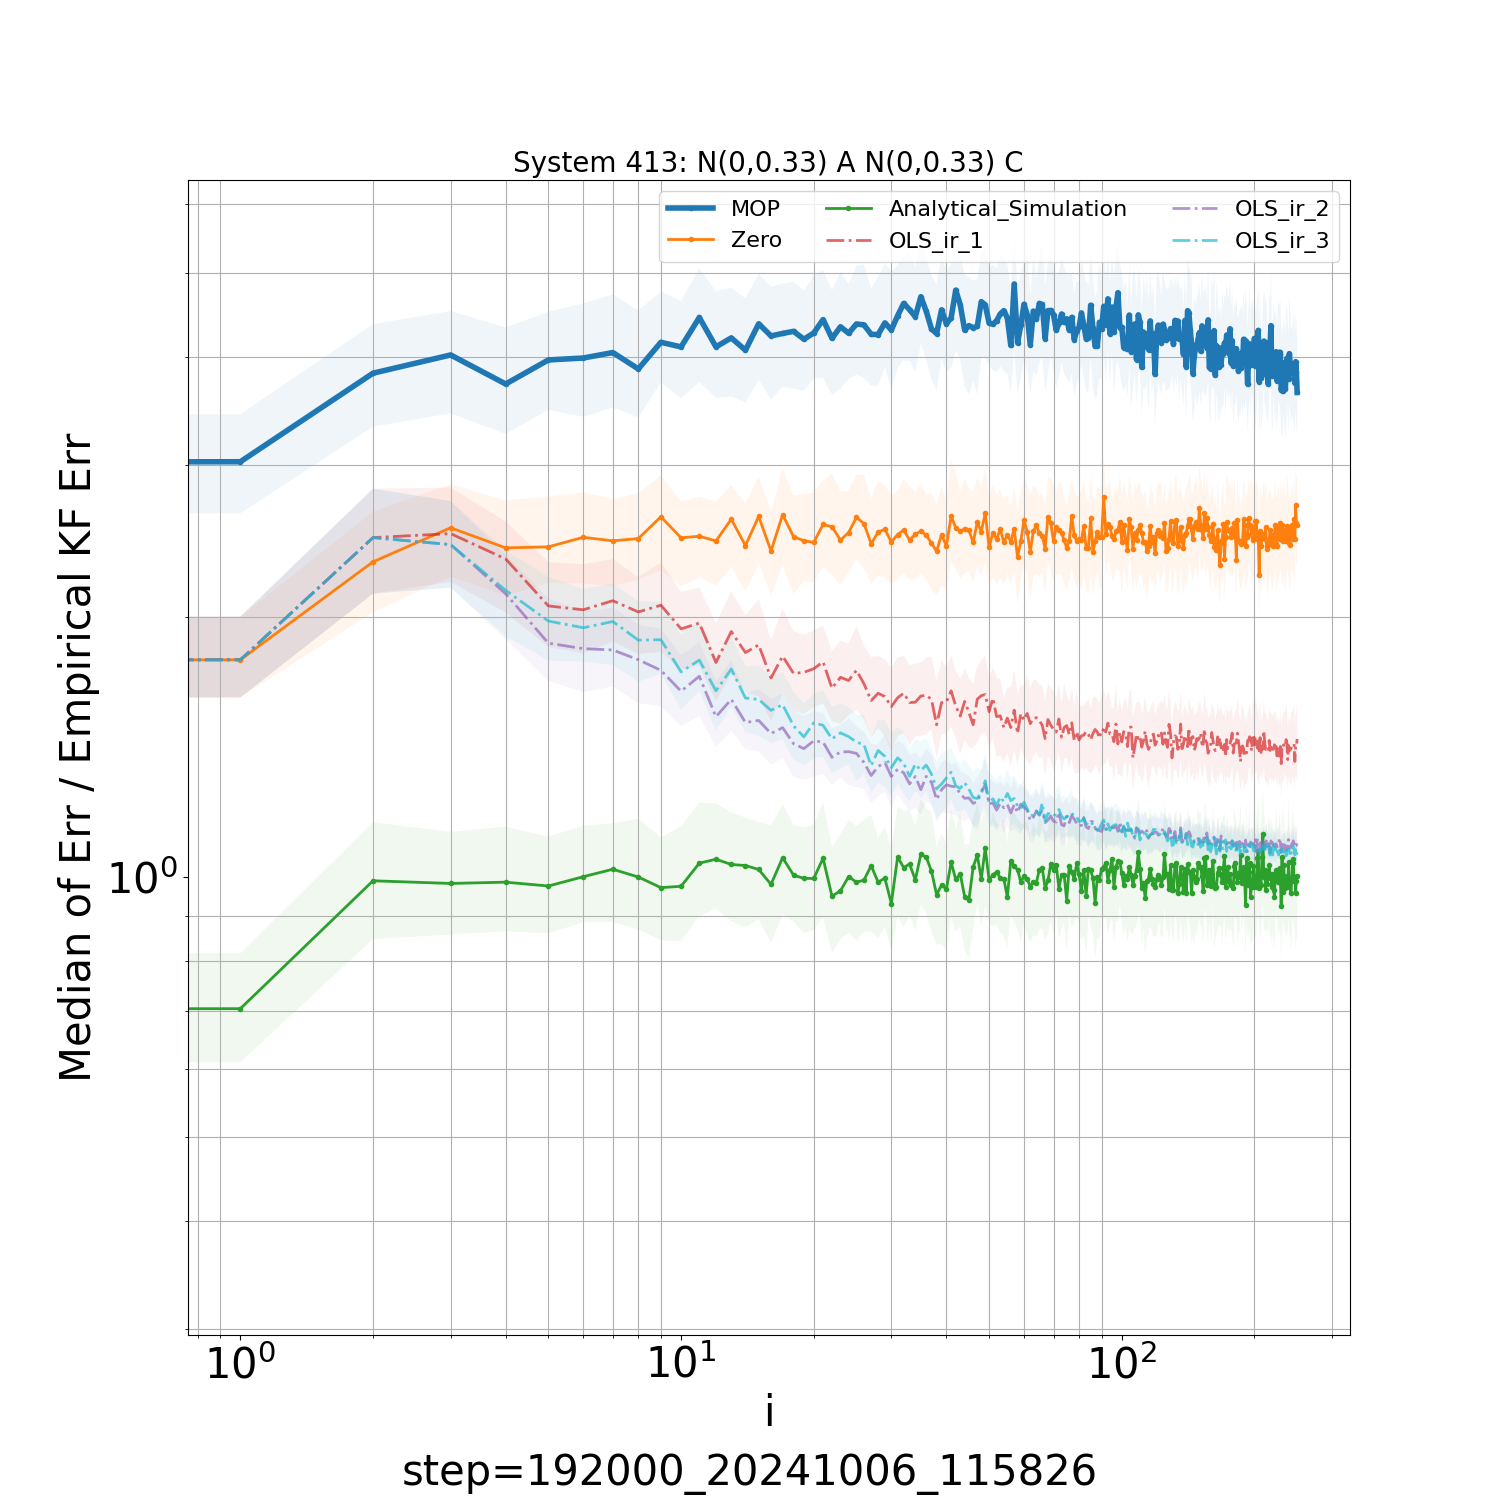 System 413: N(0,0.33) A N(0,0.33) C
MOP
Zero
Analytical_Simulation
OLS_ir_1
OLS_ir_2
OLS_ir_3
Median of Err / Empirical KF Err
10⁰
10⁰
10¹
10²
i
step=192000_20241006_115826